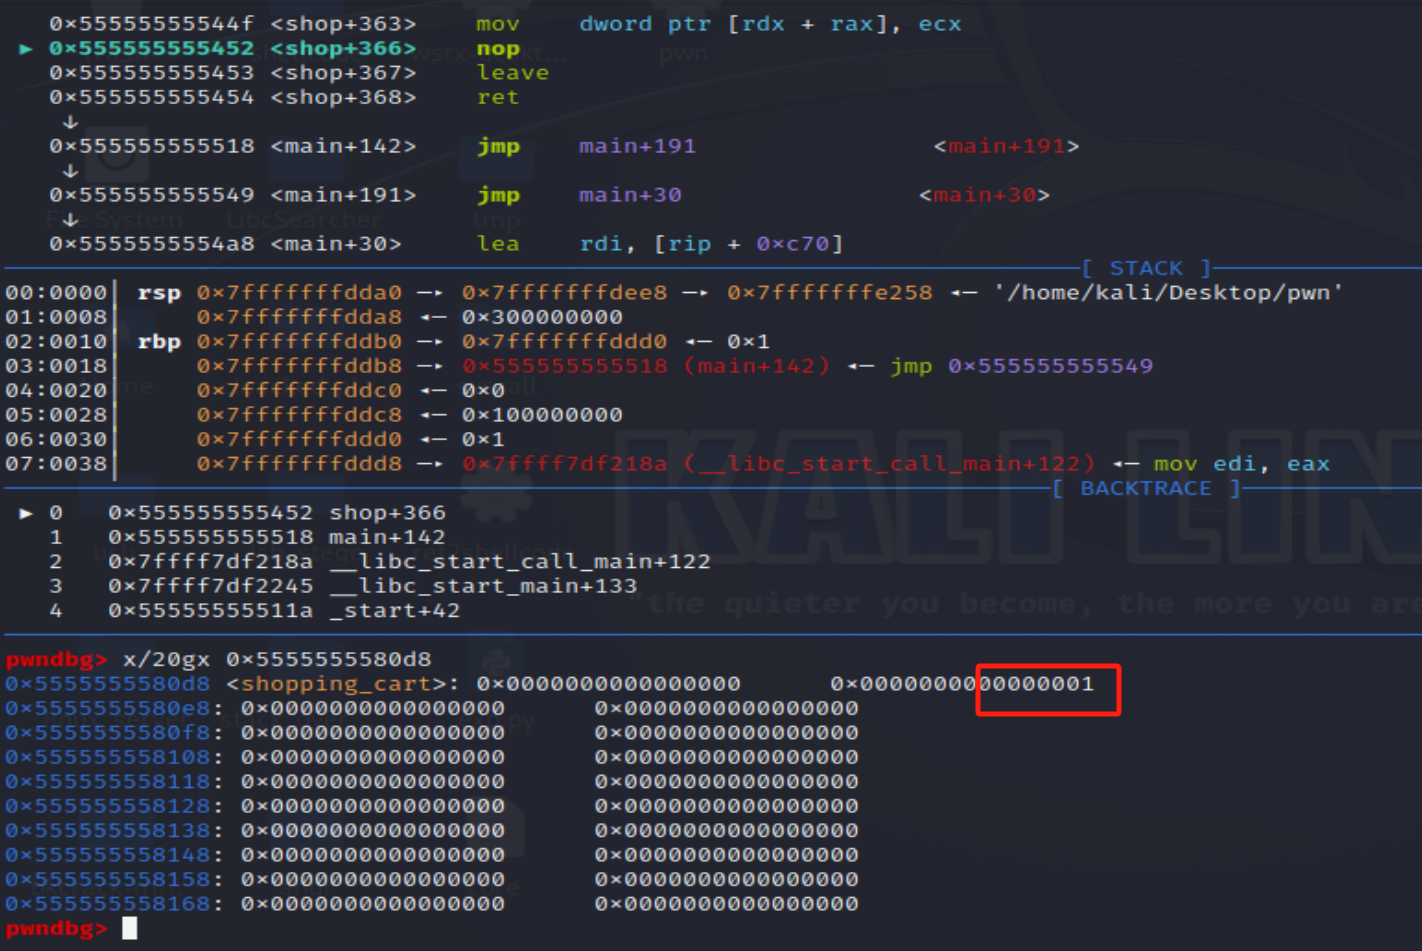 0x55555555544f <shop+363> mov dword ptr [rdx + rax], ecx
► 0x555555555452 <shop+366> nop
0x555555555453 <shop+367> leave
0x555555555454 <shop+368> ret
↓
0x555555555518 <main+142> jmp main+191 <main+191>
↓
0x555555555549 <main+191> jmp main+30 <main+30>
↓
0x5555555554a8 <main+30> lea rdi, [rip + 0xc70]
[ STACK ]
00:0000│ rsp 0x7fffffffdda0 —▸ 0x7fffffffdee8 —▸ 0x7fffffffe258 ◂— '/home/kali/Desktop/pwn'
01:0008│ 0x7fffffffdda8 ◂— 0x300000000
02:0010│ rbp 0x7fffffffddb0 —▸ 0x7fffffffddd0 ◂— 0x1
03:0018│ 0x7fffffffddb8 —▸ 0x555555555518 (main+142) ◂— jmp 0x555555555549
04:0020│ 0x7fffffffddc0 ◂— 0x0
05:0028│ 0x7fffffffddc8 ◂— 0x100000000
06:0030│ 0x7fffffffddd0 ◂— 0x1
07:0038│ 0x7fffffffddd8 —▸ 0x7ffff7df218a (__libc_start_call_main+122) ◂— mov edi, eax
[ BACKTRACE ]
► 0 0x555555555452 shop+366
1 0x555555555518 main+142
2 0x7ffff7df218a __libc_start_call_main+122
3 0x7ffff7df2245 __libc_start_main+133
4 0x55555555511a _start+42
pwndbg> x/20gx 0x5555555580d8
0x5555555580d8 <shopping_cart>: 0x0000000000000000 0x0000000000000001
0x5555555580e8: 0x0000000000000000 0x0000000000000000
0x5555555580f8: 0x0000000000000000 0x0000000000000000
0x555555558108: 0x0000000000000000 0x0000000000000000
0x555555558118: 0x0000000000000000 0x0000000000000000
0x555555558128: 0x0000000000000000 0x0000000000000000
0x555555558138: 0x0000000000000000 0x0000000000000000
0x555555558148: 0x0000000000000000 0x0000000000000000
0x555555558158: 0x0000000000000000 0x0000000000000000
0x555555558168: 0x0000000000000000 0x0000000000000000
pwndbg>
pwn
File System
LibcSearcher
tmp
KALI LIN
"the quieter you become, the more you are